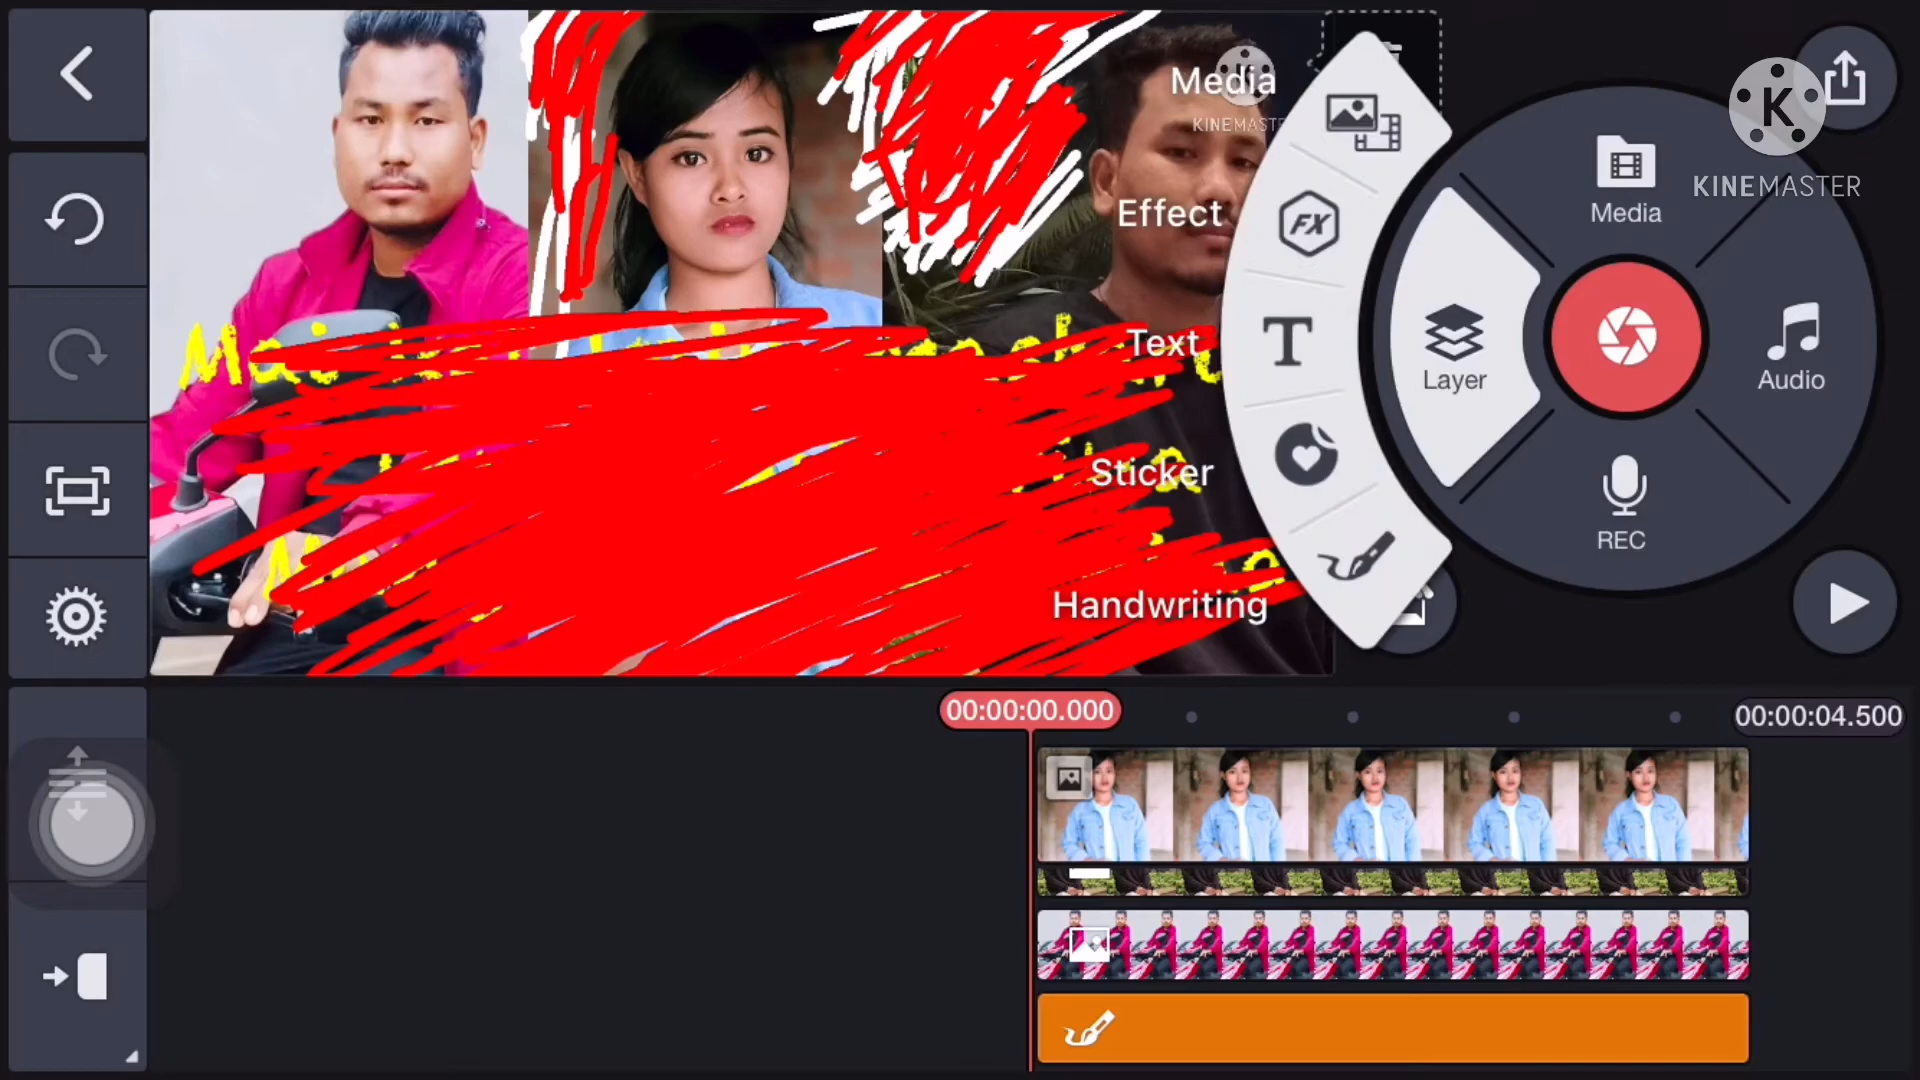 Media
KINEMASTER
Media
KINEMASTER
Effect
Text
Layer
Audio
Sticker
REC
Handwriting
00:00:00.000
00:00:04.500